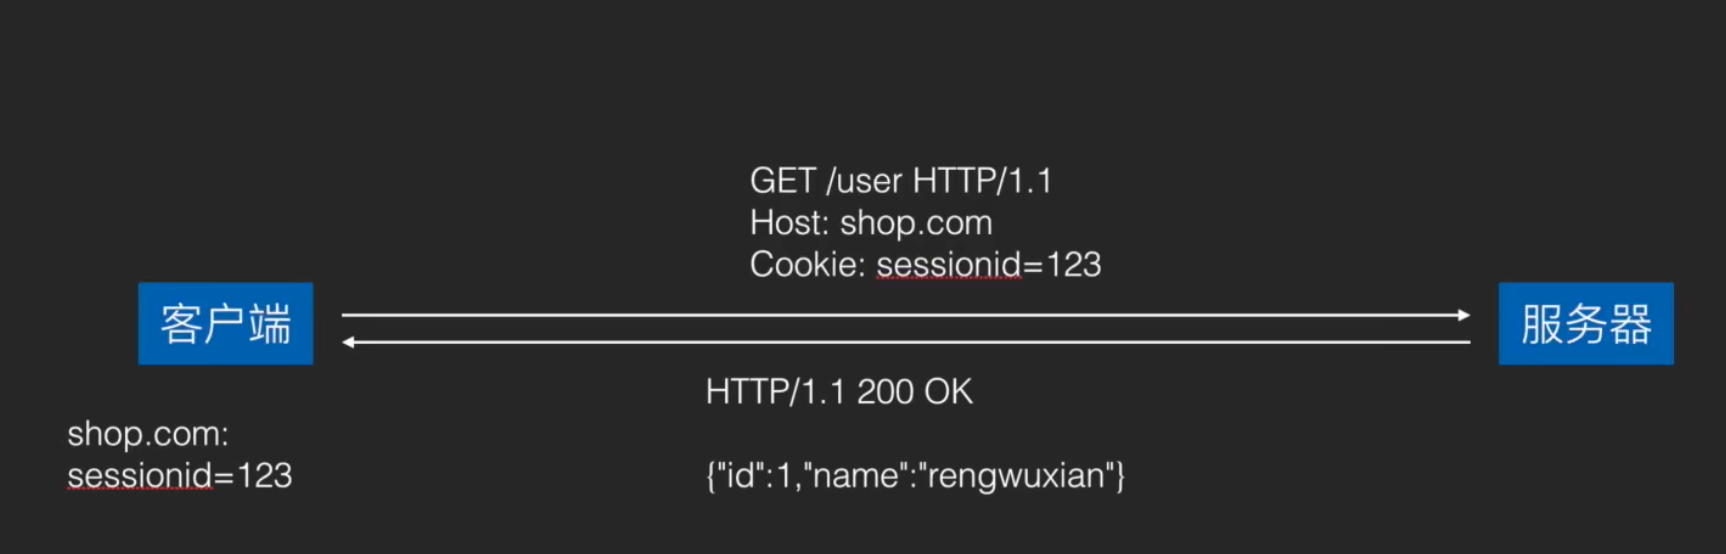 GET /user HTTP/1.1
Host: shop.com
Cookie: sessionid=123
客户端
服务器
HTTP/1.1 200 OK
shop.com:
sessionid=123
{"id":1,"name":"rengwuxian"}